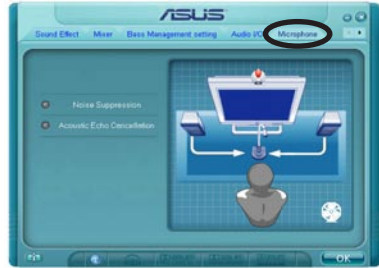 ASUS
Sound Effect Mixer Bass Management setting Audio I/O Microphone
Noise Suppression
Acoustic Echo Cancellation
OK